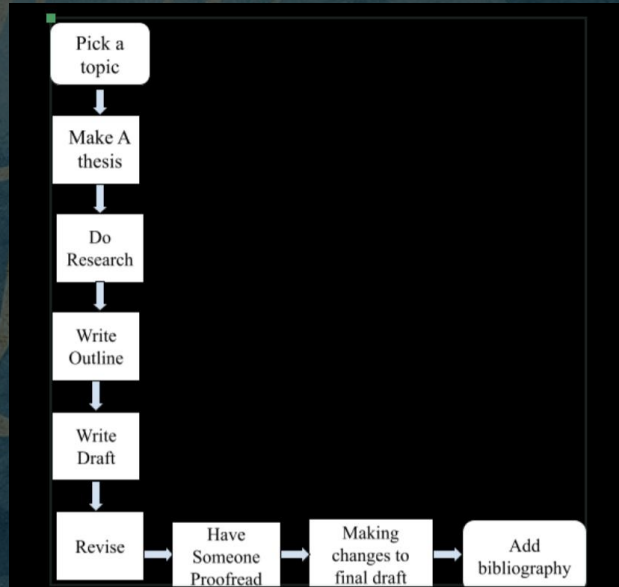 Pick a
topic
Make A
thesis
Do
Research
Write
Outline
Write
Draft
Revise
Have
Someone
Proofread
Making
changes to
final draft
Add
bibliography